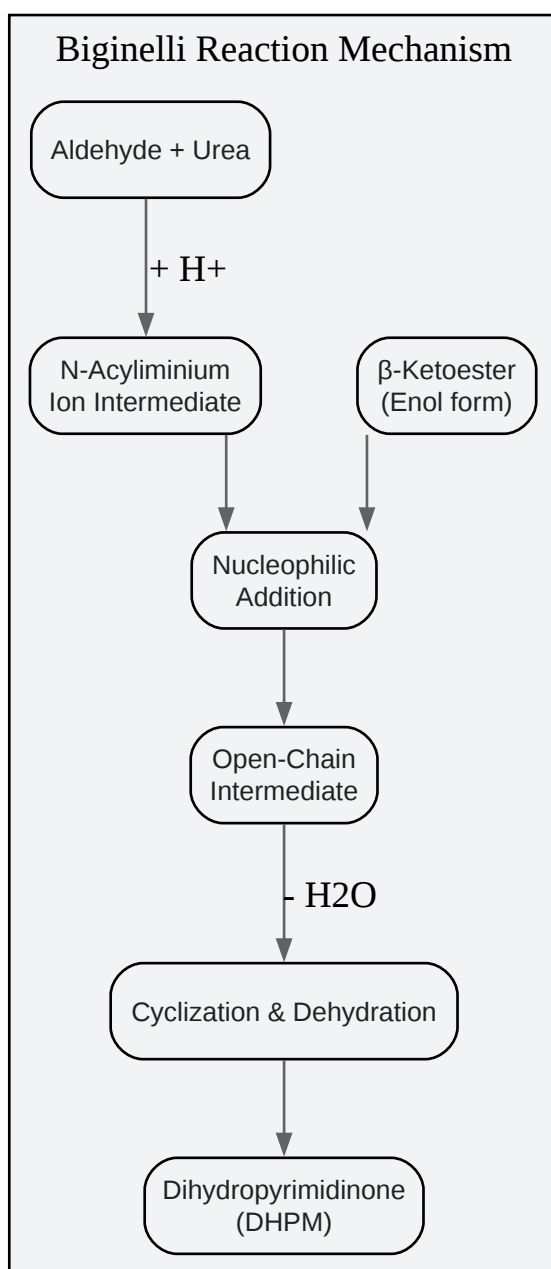 Biginelli Reaction Mechanism
Aldehyde + Urea
+ H+
N-Acyliminium
Ion Intermediate
β-Ketoester
(Enol form)
Nucleophilic
Addition
Open-Chain
Intermediate
- H2O
Cyclization & Dehydration
Dihydropyrimidinone
(DHPM)